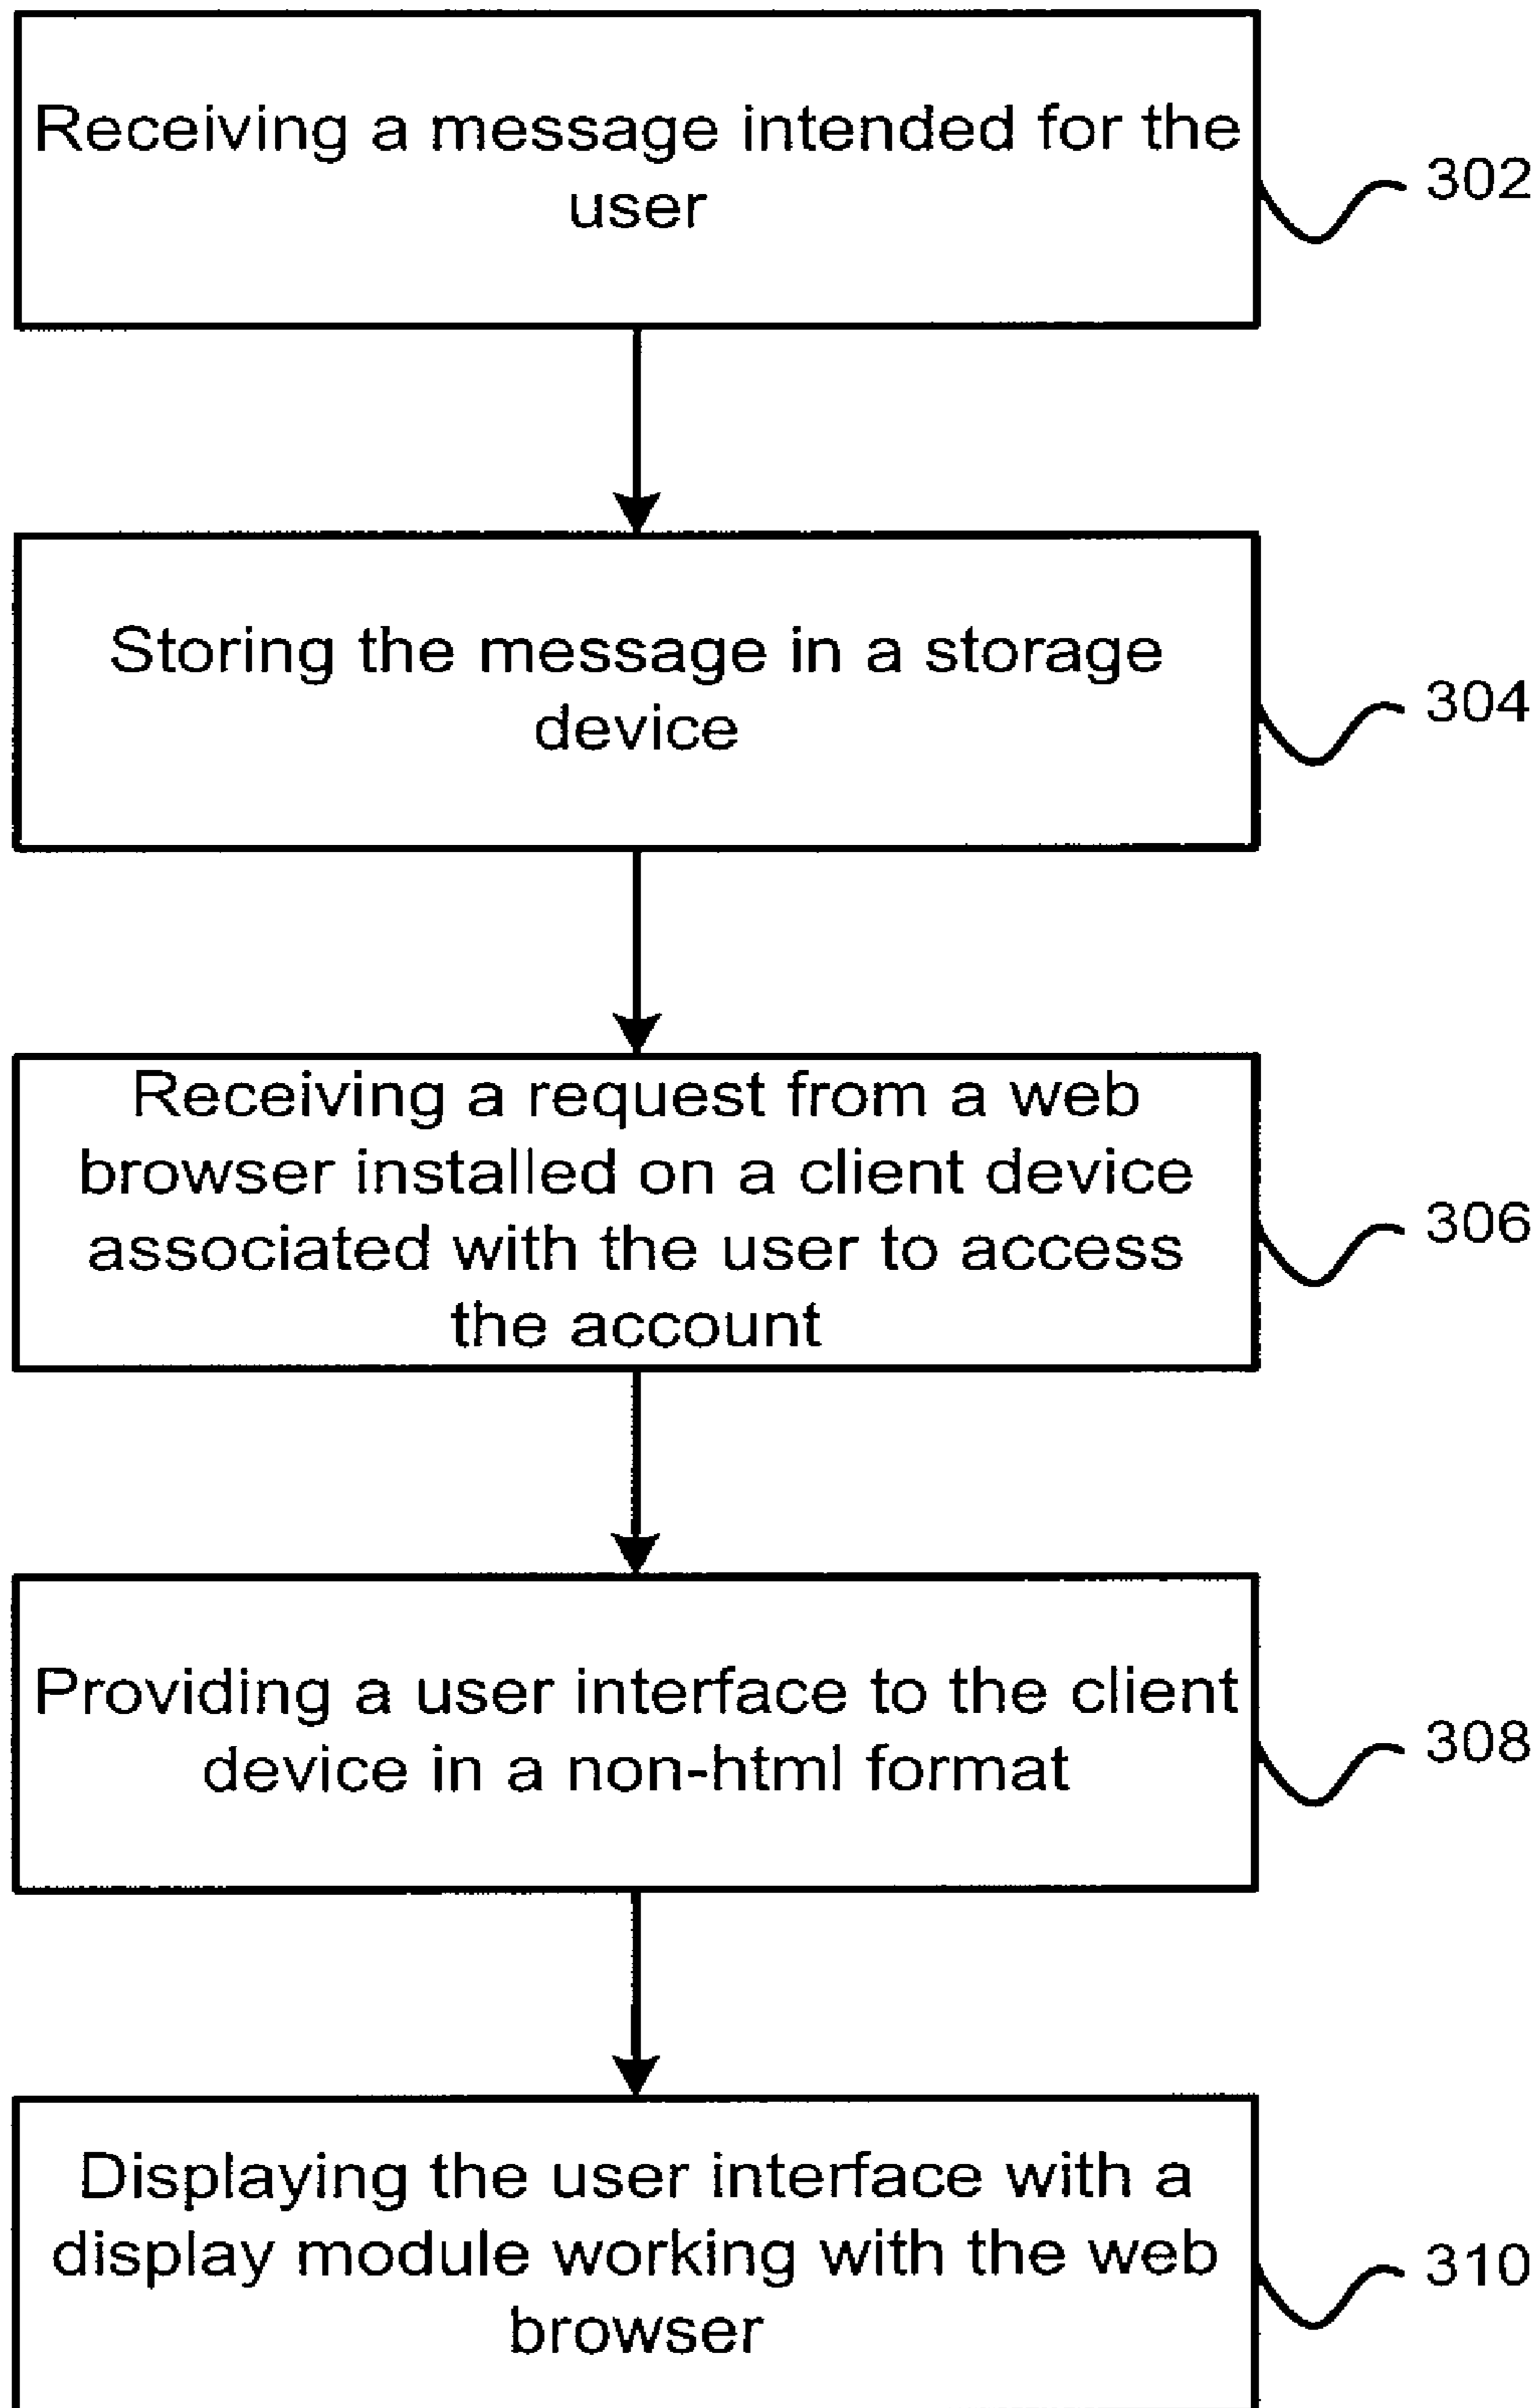 Receiving a message intended for the
user
302
Storing the message in a storage
device
304
Receiving a request from a web
browser installed on a client device
associated with the user to access
the account
306
Providing a user interface to the client
device in a non-html format
308
Displaying the user interface with a
display module working with the web
browser
310